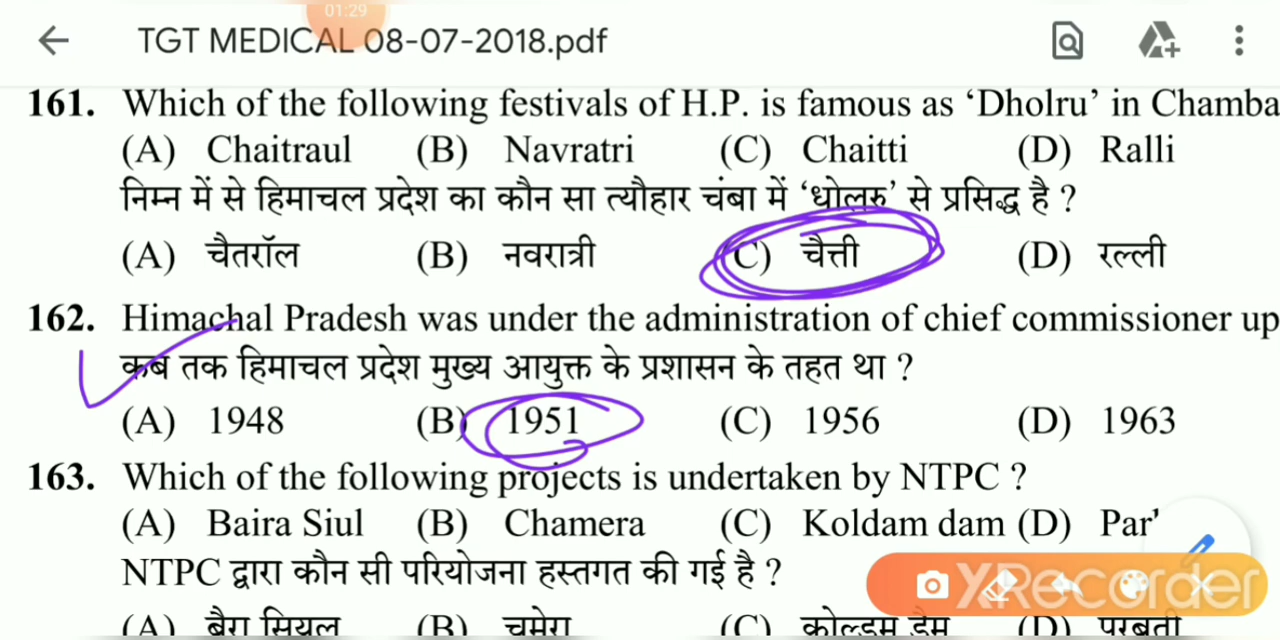 01:29
TGT MEDICAL 08-07-2018.pdf
161. Which of the following festivals of H.P. is famous as ‘Dholru’ in Chamba
(A) Chaitraul (B) Navratri (C) Chaitti (D) Ralli
निम्न में से हिमाचल प्रदेश का कौन सा त्यौहार चंबा में ‘धोलरु’ से प्रसिद्ध है ?
(A) चैतरॉल (B) नवरात्री (C) चैत्ती (D) रल्ली
162. Himachal Pradesh was under the administration of chief commissioner up
कब तक हिमाचल प्रदेश मुख्य आयुक्त के प्रशासन के तहत था ?
(A) 1948 (B) 1951 (C) 1956 (D) 1963
163. Which of the following projects is undertaken by NTPC ?
(A) Baira Siul (B) Chamera (C) Koldam dam (D)
NTPC द्वारा कौन सी परियोजना हस्तगत की गई है ?
XRecorder
(A) बैरा सियल (B) चमेरा (C) कोल्डम डैम (D) परबती